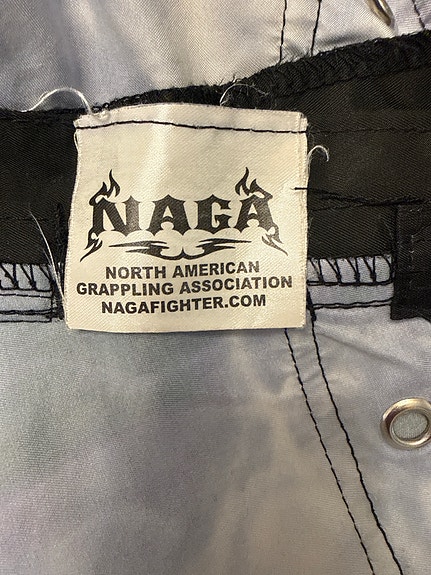 NAGA
NORTH AMERICAN
GRAPPLING ASSOCIATION
NAGAFIGHTER.COM